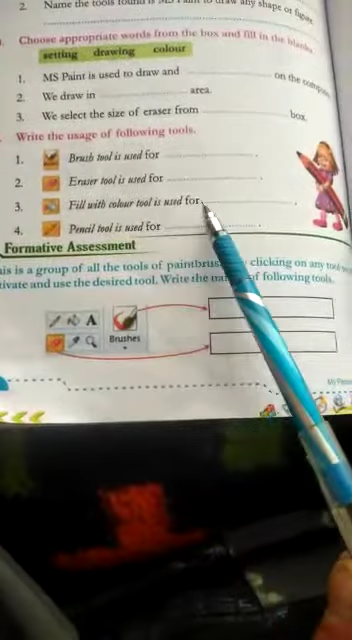 2. Name the tools found in MS Paint to draw any shape or figure
Choose appropriate words from the box and fill in the blanks.
setting drawing colour
1. MS Paint is used to draw and on the computer
2. We draw in area.
3. We select the size of eraser from box.
Write the usage of following tools.
1. Brush tool is used for .
2. Eraser tool is used for .
3. Fill with colour tool is used for .
4. Pencil tool is used for .
Formative Assessment
is is a group of all the tools of clicking on any
tivate and use the desired tool. Write the of following tools.
A
Brushes